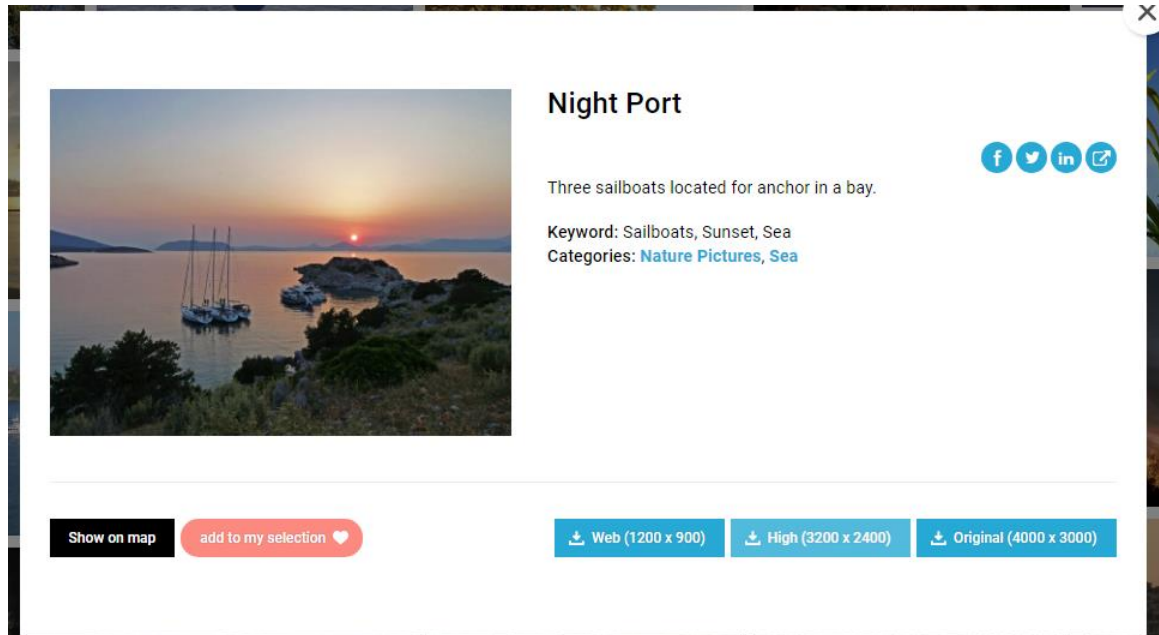 Night Port
Three sailboats located for anchor in a bay.
Keyword: Sailboats, Sunset, Sea
Categories: Nature Pictures, Sea
Show on map
add to my selection
Web (1200 x 900)
High (3200 x 2400)
Original (4000 x 3000)